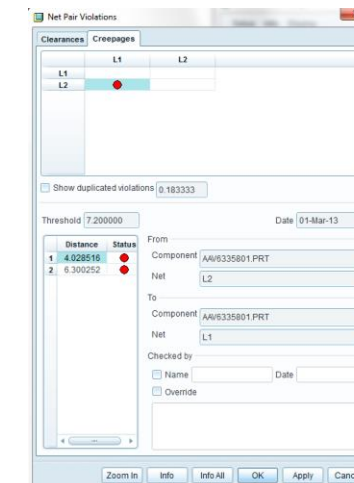 Net Pair Violations
Clearances Creepages
L1 L2
L1
L2
Show duplicated violations 0.183333
Threshold 7.200000 Date 01-Mar-13
Distance Status
1 4.028516
2 6.300252
From
Component AAV6335801.PRT
Net L2
To
Component AAV6335801.PRT
Net L1
Checked by
Name Date
Override
Zoom In Info Info All OK Apply Canc